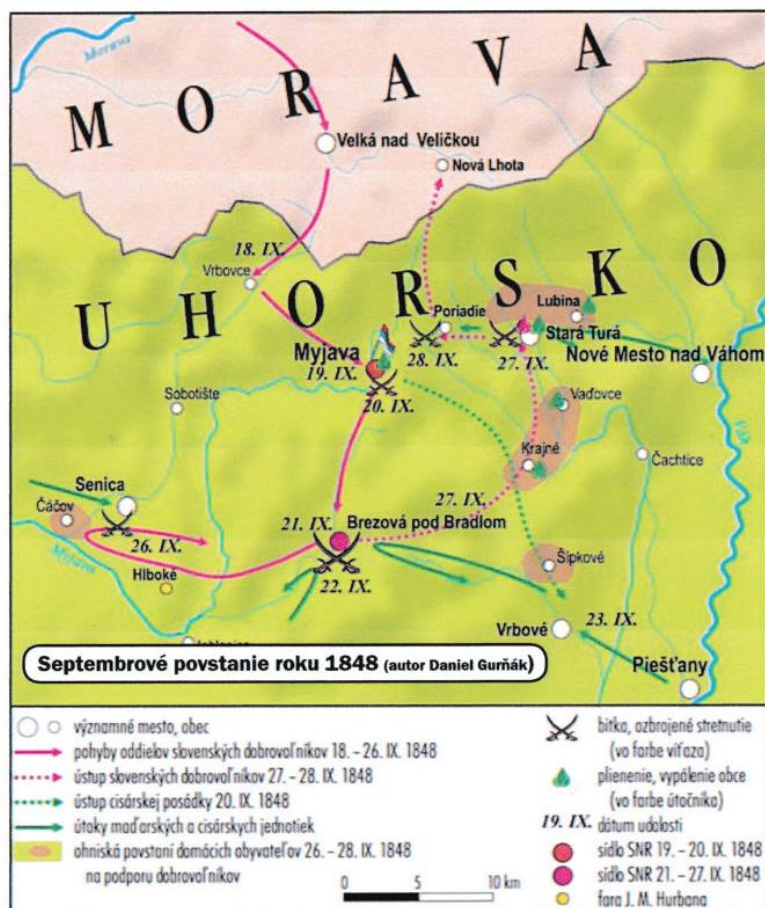 Morava
MORAVA
Velká nad Veličkou
Nová Lhota
18. IX.
Vrbovce
UHORSKO
Lubina
Poriadie
Stará Turá
Myjava
28. IX.
27. IX.
Nové Mesto nad Váhom
19. IX.
20. IX.
Sobotište
Vaďovce
Váh
Krajné
Čachtice
Senica
27. IX.
Čáčov
21. IX.
Brezová pod Bradlom
26. IX.
Myjava
Šípkové
Hlboké
22. IX.
23. IX.
Vrbové
Piešťany
Septembrové povstanie roku 1848 (autor Daniel Gurňák)
významné mesto, obec
pohyby oddielov slovenských dobrovoľníkov 18. – 26. IX. 1848
ústup slovenských dobrovoľníkov 27. – 28. IX. 1848
ústup cisárskej posádky 20. IX. 1848
útoky maďarských a cisárskych jednotiek
ohniská povstaní domácich obyvateľov 26. – 28. IX. 1848
na podporu dobrovoľníkov
0 5 10 km
bitka, ozbrojené stretnutie
(vo farbe víťaza)
plienenie, vypálenie obce
(vo farbe útočníka)
19. IX. dátum udalosti
sídlo SNR 19. – 20. IX. 1848
sídlo SNR 21. – 27. IX. 1848
fara J. M. Hurbana